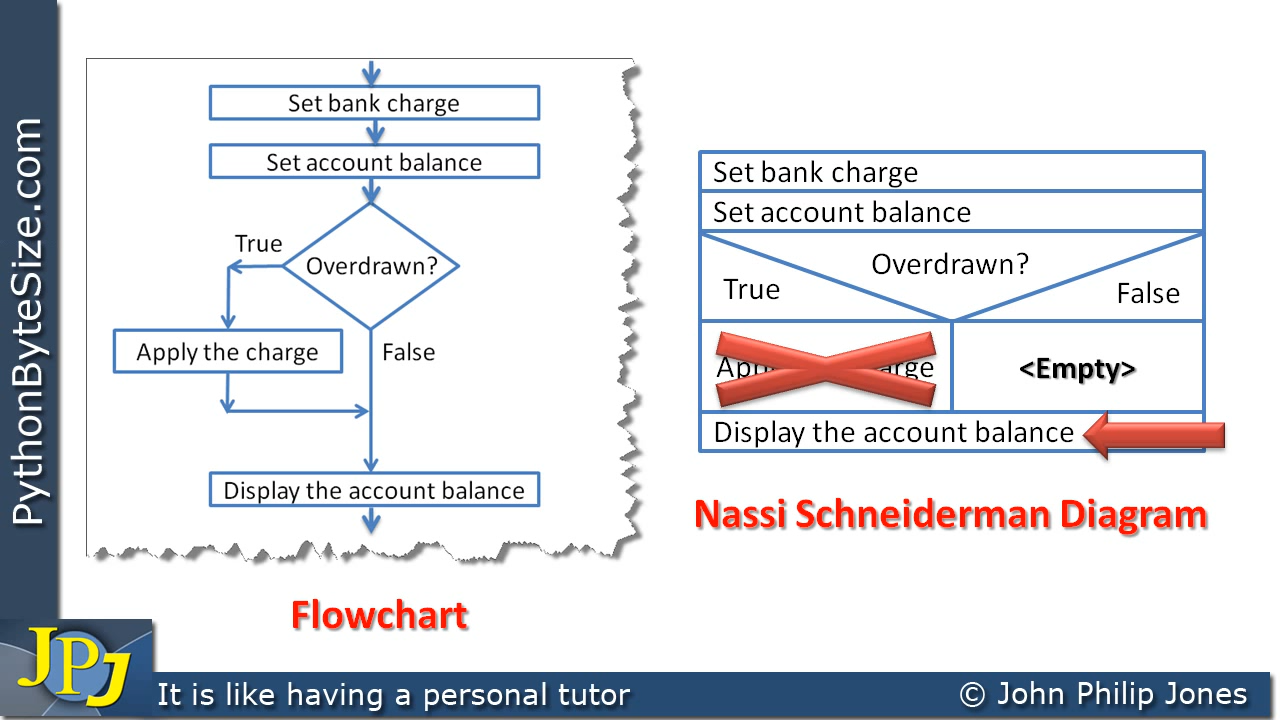 PythonByteSize.com
Set bank charge
Set account balance
True
Overdrawn?
Apply the charge
False
Display the account balance
Flowchart
Set bank charge
Set account balance
Overdrawn?
True
False
<Empty>
Display the account balance
Nassi Schneiderman Diagram
JPJ
It is like having a personal tutor
© John Philip Jones